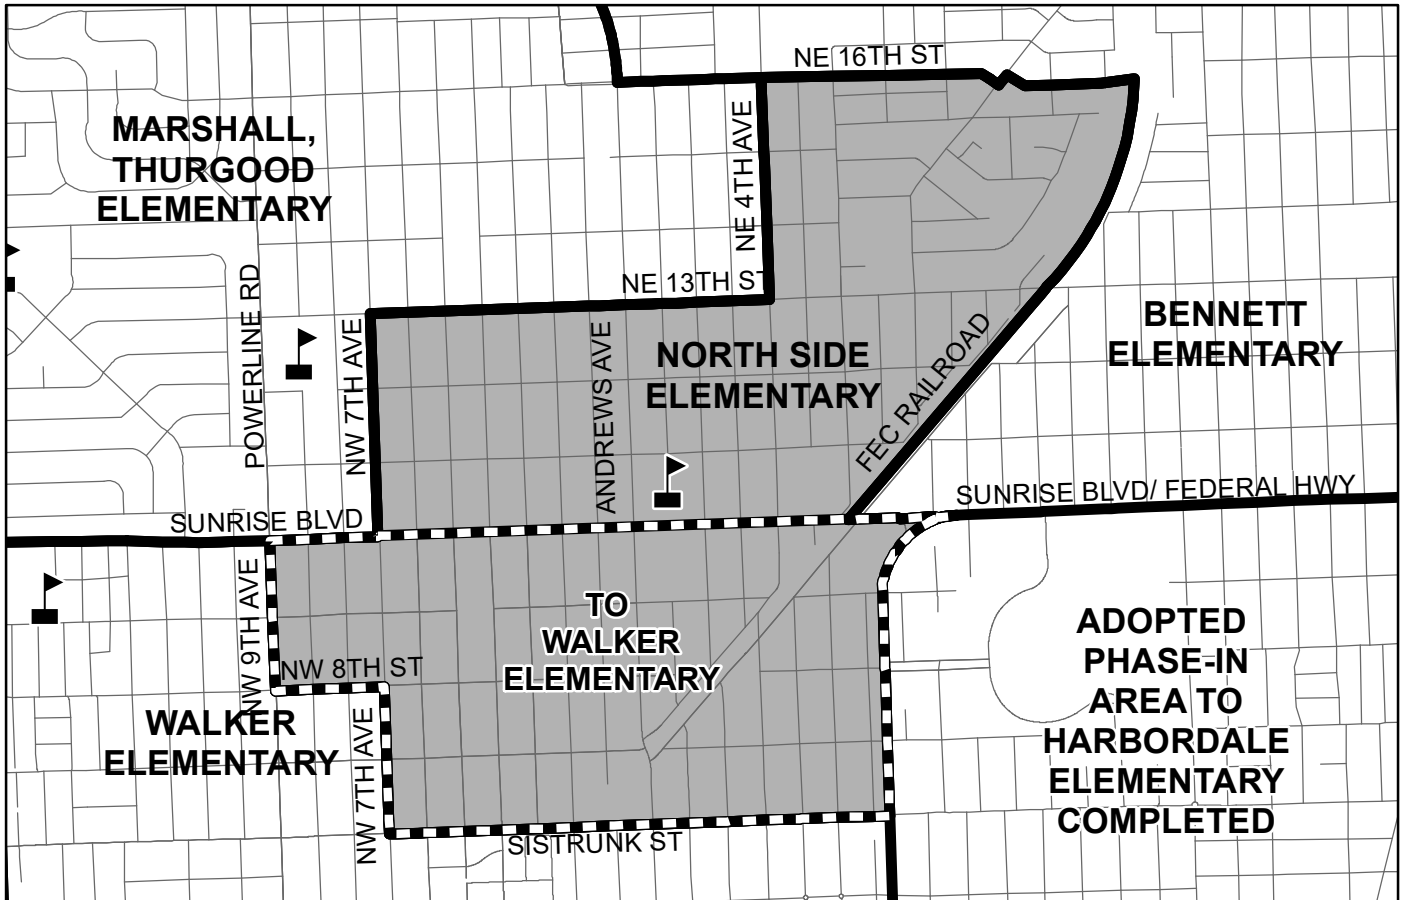 NE 16TH ST
MARSHALL,
THURGOOD
ELEMENTARY
NE 4TH AVE
NE 13TH ST
POWERLINE RD
NW 7TH AVE
ANDREWS AVE
NORTH SIDE
ELEMENTARY
FEC RAILROAD
BENNETT
ELEMENTARY
SUNRISE BLVD
SUNRISE BLVD/ FEDERAL HWY
NW 9TH AVE
TO
WALKER
ELEMENTARY
NW 8TH ST
WALKER
ELEMENTARY
NW 7TH AVE
SISTRUNK ST
ADOPTED
PHASE-IN
AREA TO
HARBORDALE
ELEMENTARY
COMPLETED